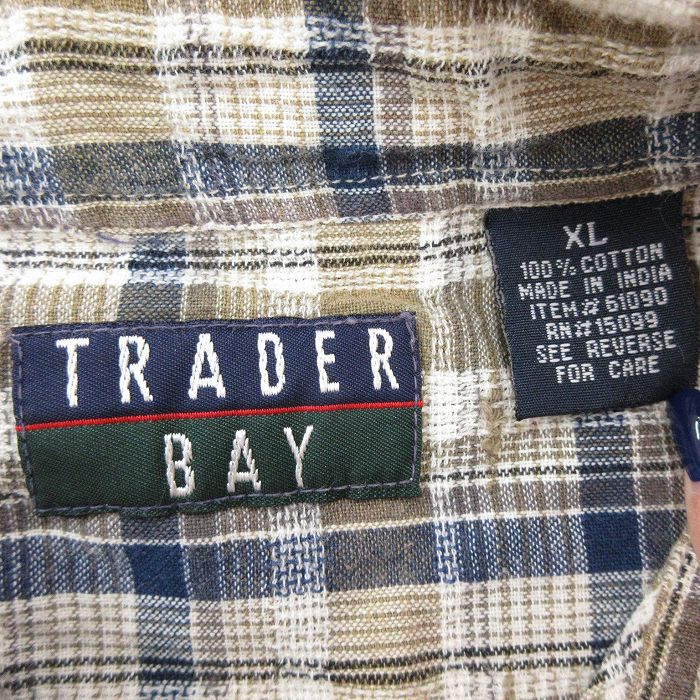 TRADER
BAY
XL
100% COTTON
MADE IN INDIA
ITEM# 61090
RN#15099
SEE REVERSE
FOR CARE